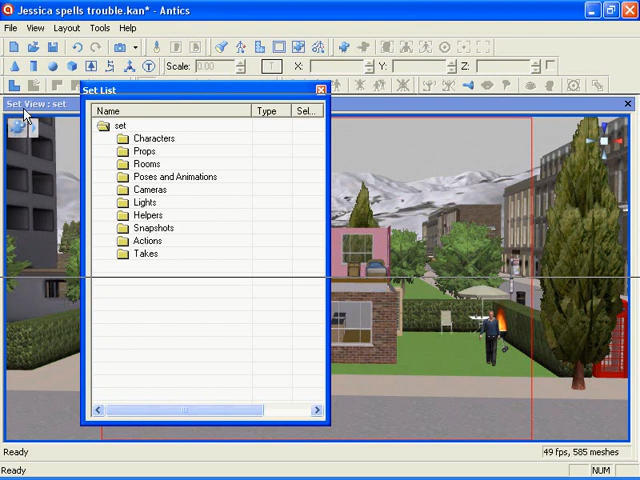 Jessica spells trouble.kan* - Antics
File View Layout Tools Help
Scale: 0.00 T X: Y: Z:
Set View : set
Set List
Name Type Sel...
set
Characters
Props
Rooms
Poses and Animations
Cameras
Lights
Helpers
Snapshots
Actions
Takes
Ready 49 fps, 585 meshes
Ready NUM